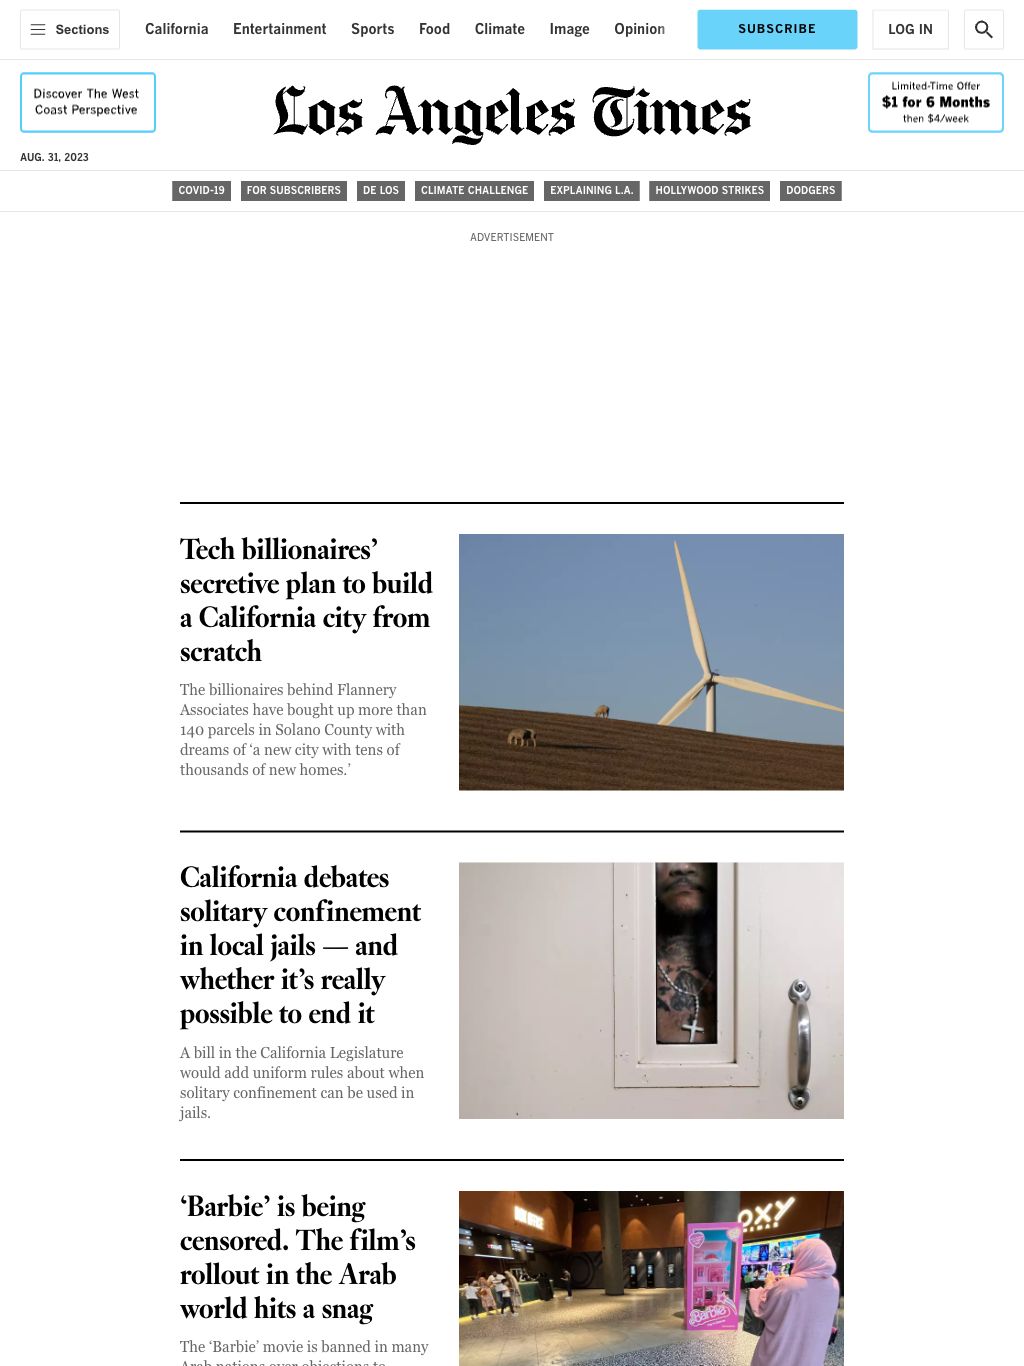 Sections
California
Entertainment
Sports
Food
Climate
Image
Opinion
SUBSCRIBE
LOG IN
Discover The West
Coast Perspective
Los Angeles Times
Limited-Time Offer
$1 for 6 Months
then $4/week
AUG. 31, 2023
COVID-19
FOR SUBSCRIBERS
DE LOS
CLIMATE CHALLENGE
EXPLAINING L.A.
HOLLYWOOD STRIKES
DODGERS
ADVERTISEMENT
Tech billionaires’
secretive plan to build
a California city from
scratch
The billionaires behind Flannery
Associates have bought up more than
140 parcels in Solano County with
dreams of ‘a new city with tens of
thousands of new homes.’
California debates
solitary confinement
in local jails — and
whether it’s really
possible to end it
A bill in the California Legislature
would add uniform rules about when
solitary confinement can be used in
jails.
‘Barbie’ is being
censored. The film’s
rollout in the Arab
world hits a snag
BOX OFFICE
OXY
Barbie
The ‘Barbie’ movie is banned in many
Arab nations over objections to